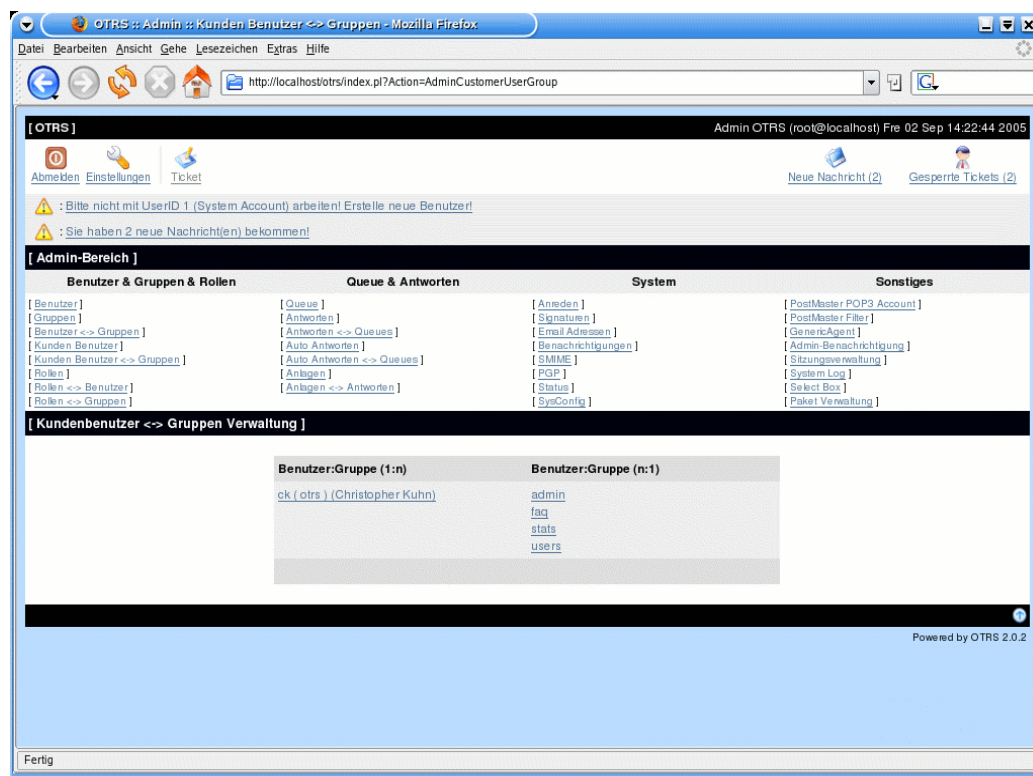 OTRS :: Admin :: Kunden Benutzer <-> Gruppen - Mozilla Firefox
Datei Bearbeiten Ansicht Gehe Lesezeichen Extras Hilfe
http://localhost/otrs/index.pl?Action=AdminCustomerUserGroup
[ OTRS ] Admin OTRS (root@localhost) Fre 02 Sep 14:22:44 2005
Abmelden Einstellungen Ticket Neue Nachricht (2) Gesperrte Tickets (2)
: Bitte nicht mit UserID 1 (System Account) arbeiten! Erstelle neue Benutzer!
: Sie haben 2 neue Nachricht(en) bekommen!
[ Admin-Bereich ]
Benutzer & Gruppen & Rollen Queue & Antworten System Sonstiges
[ Benutzer ] [ Queue ] [ Anreden ] [ PostMaster POP3 Account ]
[ Gruppen ] [ Antworten ] [ Signaturen ] [ PostMaster Filter ]
[ Benutzer <-> Gruppen ] [ Antworten <-> Queues ] [ Email Adressen ] [ GenericAgent ]
[ Kunden Benutzer ] [ Auto Antworten ] [ Benachrichtigungen ] [ Admin-Benachrichtigung ]
[ Kunden Benutzer <-> Gruppen ] [ Auto Antworten <-> Queues ] [ SMIME ] [ Sitzungsverwaltung ]
[ Rollen ] [ Anlagen ] [ PGP ] [ System Log ]
[ Rollen <-> Benutzer ] [ Anlagen <-> Antworten ] [ Status ] [ Select Box ]
[ Rollen <-> Gruppen ] [ SysConfig ] [ Paket Verwaltung ]
[ Kundenbenutzer <-> Gruppen Verwaltung ]
Benutzer:Gruppe (1:n) Benutzer:Gruppe (n:1)
ck ( otrs ) (Christopher Kuhn) admin
faq
stats
users
Powered by OTRS 2.0.2
Fertig